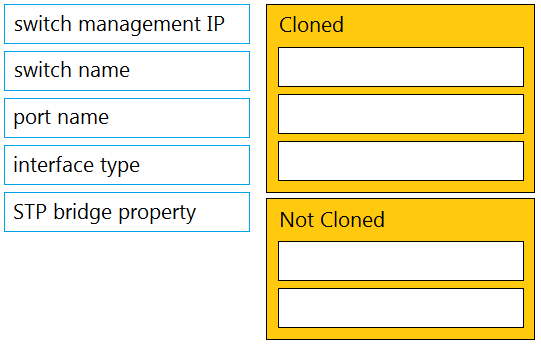 switch management IP
switch name
port name
interface type
STP bridge property
Cloned
Not Cloned